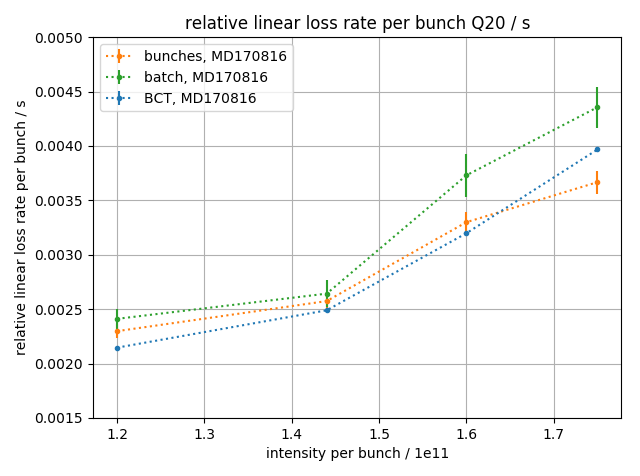 relative linear loss rate per bunch Q20 / s
relative linear loss rate per bunch / s
0.0050
0.0045
0.0040
0.0035
0.0030
0.0025
0.0020
0.0015
bunches, MD170816
batch, MD170816
BCT, MD170816
1.2 1.3 1.4 1.5 1.6 1.7
intensity per bunch / 1e11